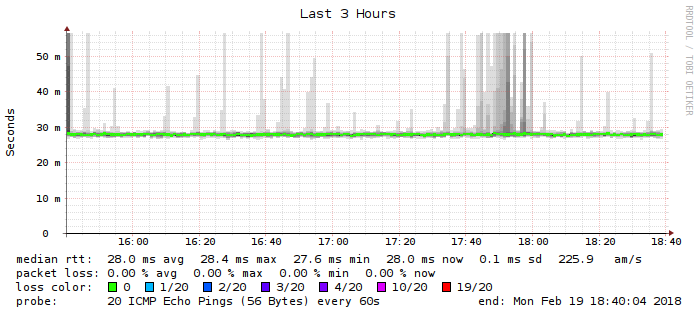 Last 3 Hours
RRDTOOL / TOBI OETIKER
Seconds
50 m
40 m
30 m
20 m
10 m
0
16:00 16:20 16:40 17:00 17:20 17:40 18:00 18:20 18:40
median rtt: 28.0 ms avg 28.4 ms max 27.6 ms min 28.0 ms now 0.1 ms sd 225.9 am/s
packet loss: 0.00 % avg 0.00 % max 0.00 % min 0.00 % now
loss color: 0 1/20 2/20 3/20 4/20 10/20 19/20
probe: 20 ICMP Echo Pings (56 Bytes) every 60s end: Mon Feb 19 18:40:04 2018